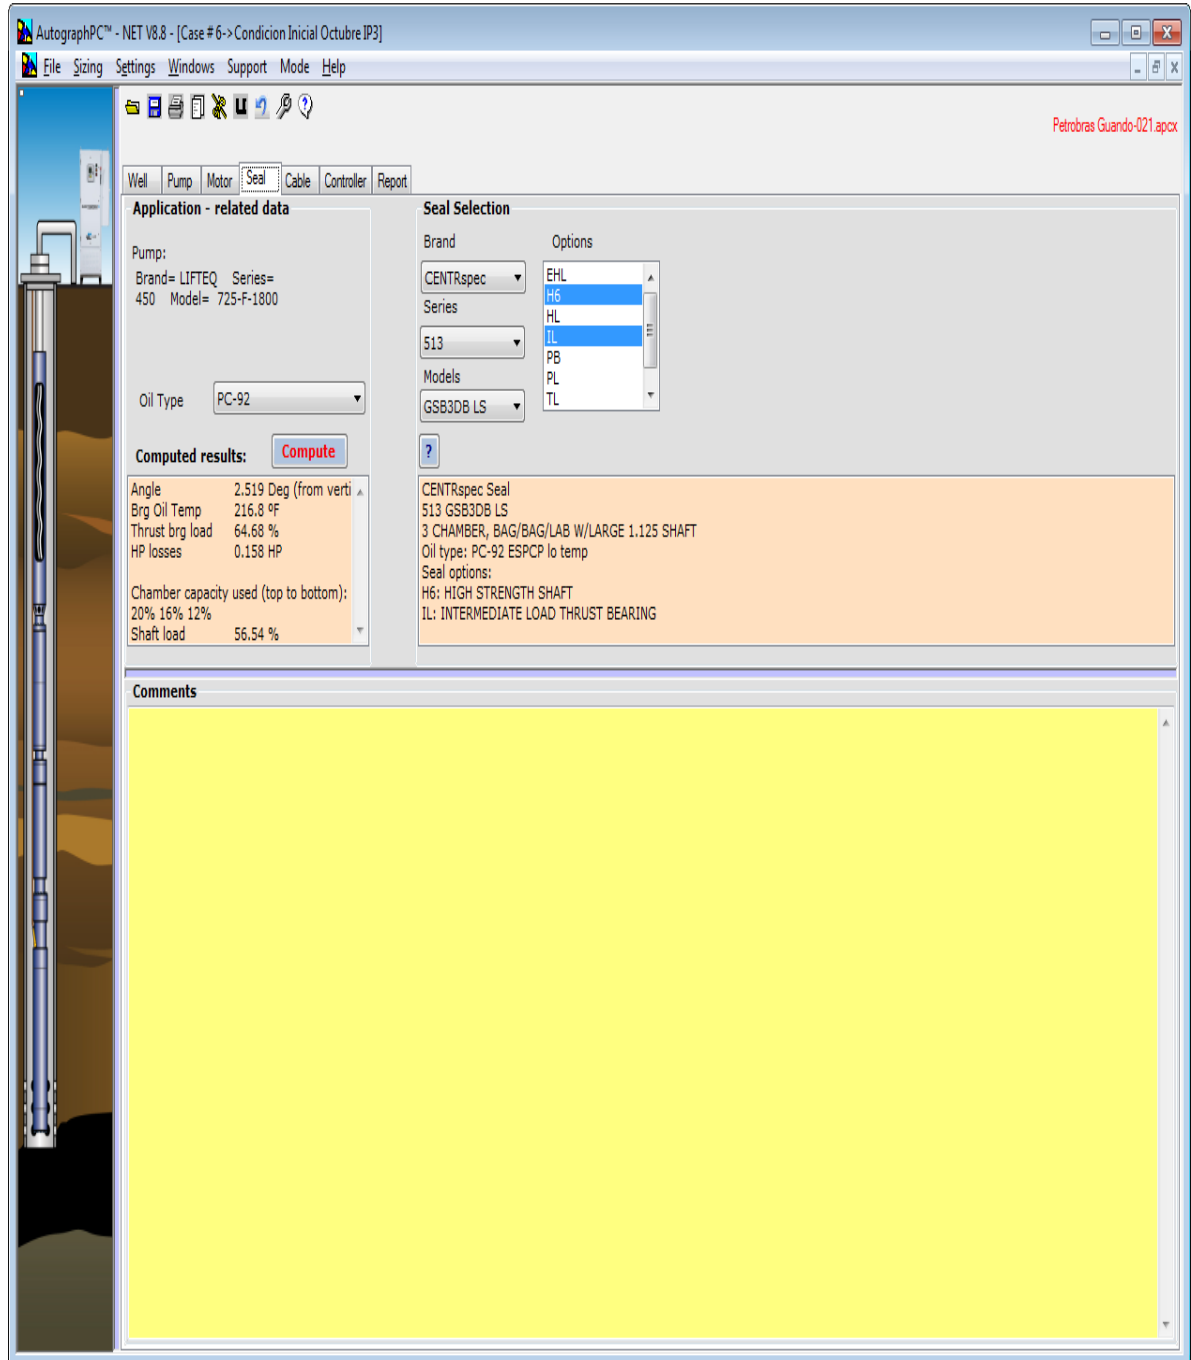 AutographPC™ - NET V8.8 - [Case # 6->Condicion Inicial Octubre IP3]
File Sizing Settings Windows Support Mode Help
Petrobras Guando-021.apcx
Well Pump Motor Seal Cable Controller Report
Application - related data
Pump:
Brand= LIFTEQ Series=
450 Model= 725-F-1800
Oil Type PC-92
Computed results: Compute
Angle 2.519 Deg (from verti
Brg Oil Temp 216.8 ºF
Thrust brg load 64.68 %
HP losses 0.158 HP
Chamber capacity used (top to bottom):
20% 16% 12%
Shaft load 56.54 %
Seal Selection
Brand
CENTRspec
Series
513
Models
GSB3DB LS
Options
EHL
H6
HL
IL
PB
PL
TL
?
CENTRspec Seal
513 GSB3DB LS
3 CHAMBER, BAG/BAG/LAB W/LARGE 1.125 SHAFT
Oil type: PC-92 ESPCP lo temp
Seal options:
H6: HIGH STRENGTH SHAFT
IL: INTERMEDIATE LOAD THRUST BEARING
Comments